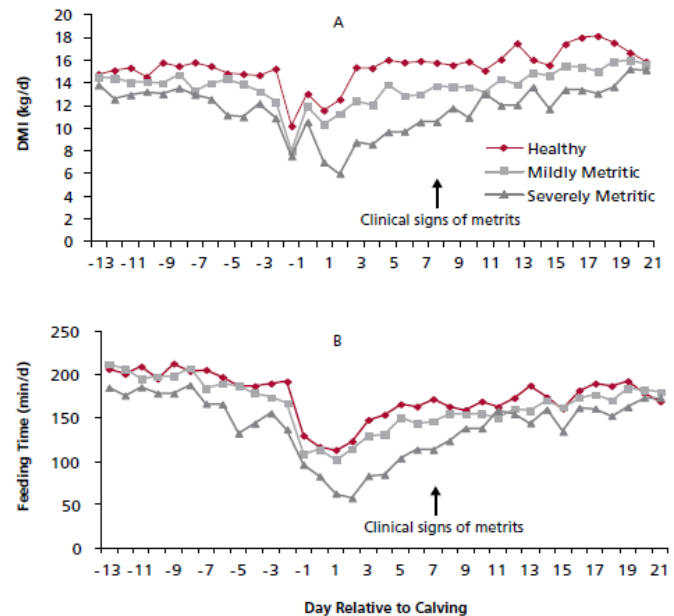 A
DMI (kg/d)
20
18
16
14
12
10
8
6
4
2
0
Healthy
Mildly Metritic
Severely Metritic
Clinical signs of metrits
-13 -11 -9 -7 -5 -3 -1 1 3 5 7 9 11 13 15 17 19 21
B
Feeding Time (min/d)
250
200
150
100
50
0
Clinical signs of metrits
-13 -11 -9 -7 -5 -3 -1 1 3 5 7 9 11 13 15 17 19 21
Day Relative to Calving